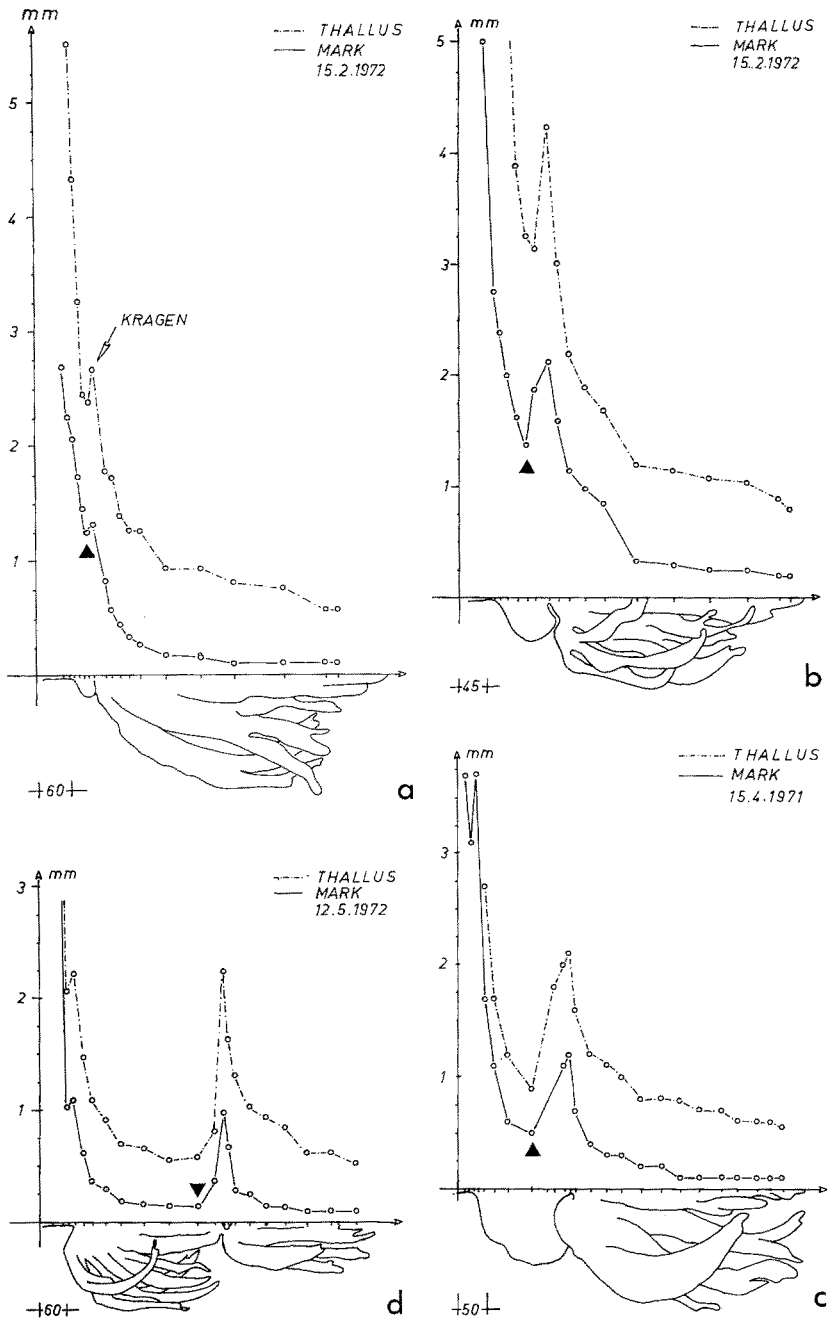 mm
5
4
3
2
1
THALLUS
MARK
15.2.1972
KRAGEN
+60+
a
mm
5
4
3
2
1
THALLUS
MARK
15.2.1972
+45+
b
mm
3
2
1
THALLUS
MARK
12.5.1972
+60+
d
mm
3
2
1
THALLUS
MARK
15.4.1971
+50+
c